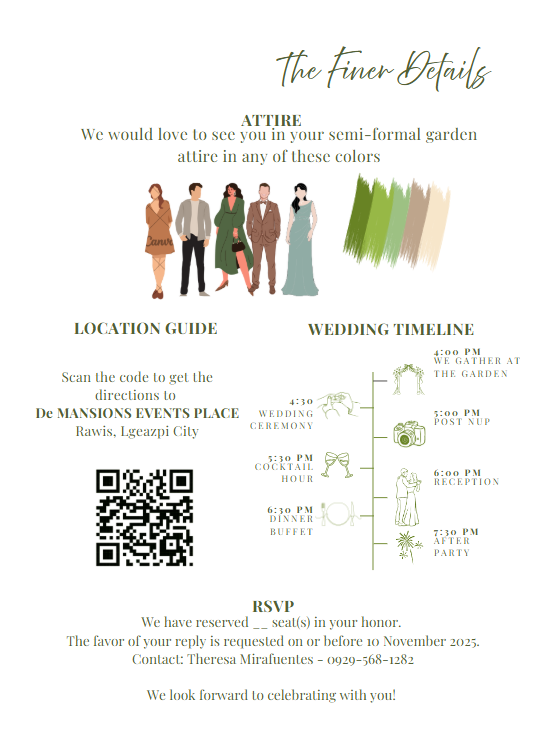 The Finer Details
ATTIRE
We would love to see you in your semi-formal garden
attire in any of these colors
Canva
LOCATION GUIDE
Scan the code to get the
directions to
De MANSIONS EVENTS PLACE
Rawis, Lgeazpi City
WEDDING TIMELINE
4:00 PM
WE GATHER AT
THE GARDEN
4:30
WEDDING
CEREMONY
5:00 PM
POST NUP
5:30 PM
COCKTAIL
HOUR
6:00 PM
RECEPTION
6:30 PM
DINNER
BUFFET
7:30 PM
AFTER
PARTY
RSVP
We have reserved __ seat(s) in your honor.
The favor of your reply is requested on or before 10 November 2025.
Contact: Theresa Mirafuentes - 0929-568-1282
We look forward to celebrating with you!